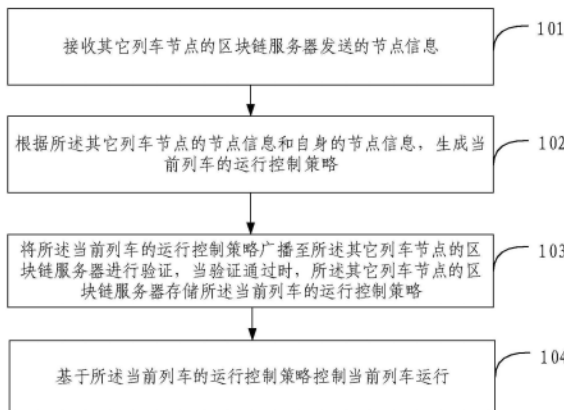 接收其它列车节点的区块链服务器发送的节点信息
101
根据所述其它列车节点的节点信息和自身的节点信息，生成当
前列车的运行控制策略
102
将所述当前列车的运行控制策略广播至所述其它列车节点的区
块链服务器进行验证，当验证通过时，所述其它列车节点的区
块链服务器存储所述当前列车的运行控制策略
103
基于所述当前列车的运行控制策略控制当前列车运行
104